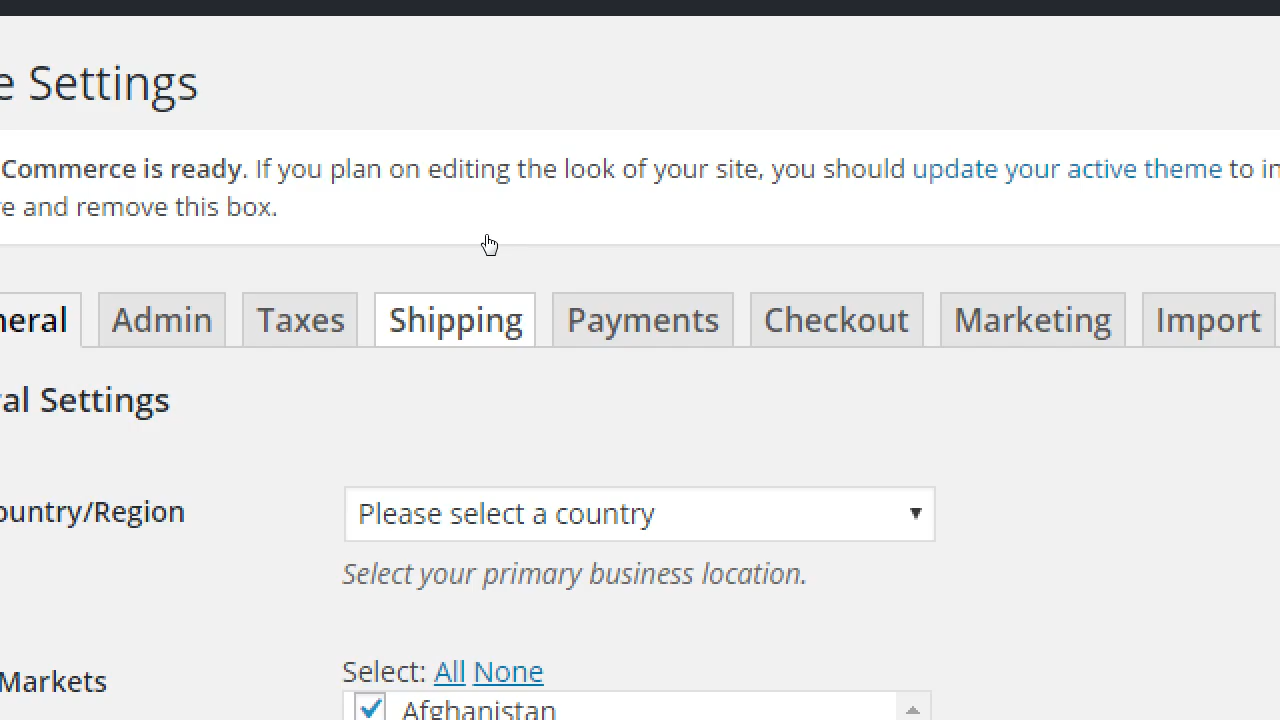 e Settings
Commerce is ready. If you plan on editing the look of your site, you should update your active theme to in
e and remove this box.
neral Admin Taxes Shipping Payments Checkout Marketing Import
al Settings
ountry/Region Please select a country
Select your primary business location.
Select: All None
Markets
Afghanistan